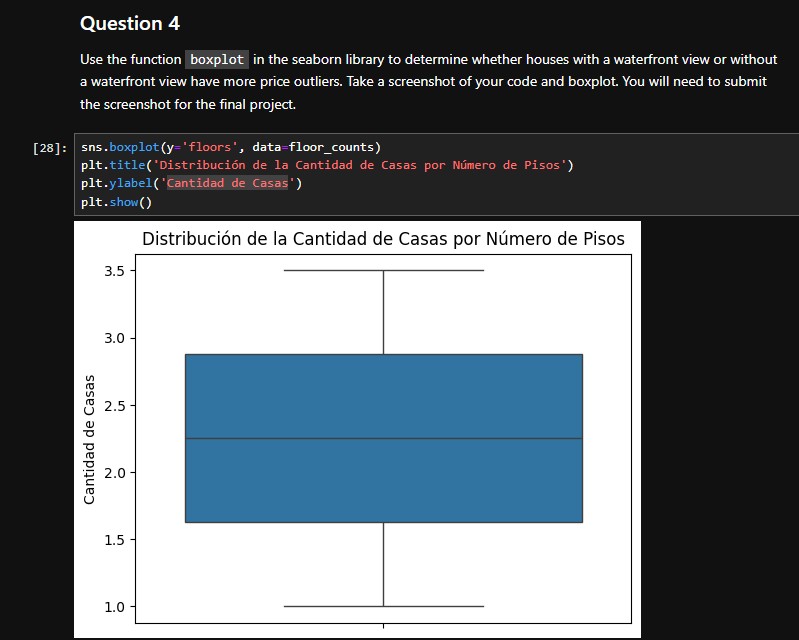 Question 4
Use the function boxplot in the seaborn library to determine whether houses with a waterfront view or without
a waterfront view have more price outliers. Take a screenshot of your code and boxplot. You will need to submit
the screenshot for the final project.
[28]: sns.boxplot(y='floors', data=floor_counts)
plt.title('Distribución de la Cantidad de Casas por Número de Pisos')
plt.ylabel('Cantidad de Casas')
plt.show()
Distribución de la Cantidad de Casas por Número de Pisos
3.5
3.0
2.5
2.0
1.5
1.0
Cantidad de Casas